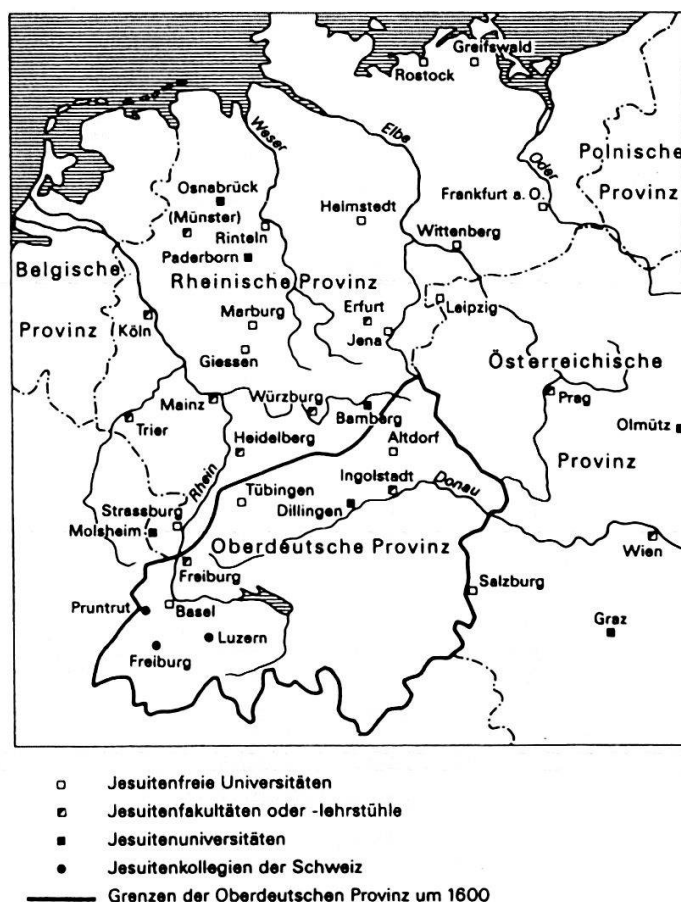 Greifswald
Rostock
Weser
Elbe
Oder
Polnische
Provinz
Osnabrück
(Münster)
Helmstedt
Frankfurt a. O.
Rinteln
Wittenberg
Paderborn
Belgische
Provinz
Rheinische Provinz
Köln
Marburg
Erfurt
Leipzig
Jena
Giessen
Österreichische
Provinz
Mainz
Würzburg
Bamberg
Prag
Trier
Heidelberg
Altdorf
Olmütz
Rhein
Ingolstadt
Donau
Tübingen
Strassburg
Dillingen
Molsheim
Oberdeutsche Provinz
Wien
Freiburg
Salzburg
Pruntrut
Basel
Luzern
Graz
Freiburg
Jesuitenfreie Universitäten
Jesuitenfakultäten oder -lehrstühle
Jesuitenuniversitäten
Jesuitenkollegien der Schweiz
Grenzen der Oberdeutschen Provinz um 1600